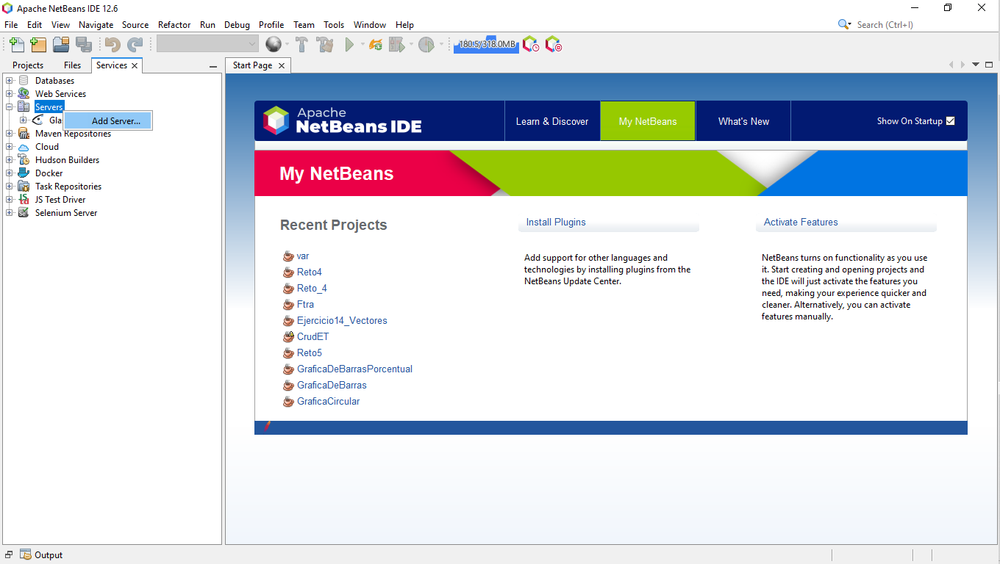 Apache NetBeans IDE 12.6
File Edit View Navigate Source Refactor Run Debug Profile Team Tools Window Help
Search (Ctrl+I)
180.5/318.0MB
Projects Files Services
Start Page
Databases
Web Services
Servers
Add Server...
Maven Repositories
Cloud
Hudson Builders
Docker
Task Repositories
JS Test Driver
Selenium Server
Apache
NetBeans IDE
Learn & Discover
My NetBeans
What's New
Show On Startup
My NetBeans
Recent Projects
var
Reto4
Reto_4
Ftra
Ejercicio14_Vectores
CrudET
Reto5
GraficaDeBarrasPorcentual
GraficaDeBarras
GraficaCircular
Install Plugins
Add support for other languages and
technologies by installing plugins from the
NetBeans Update Center.
Activate Features
NetBeans turns on functionality as you use
it. Start creating and opening projects and
the IDE will just activate the features you
need, making your experience quicker and
cleaner. Alternatively, you can activate
features manually.
Output